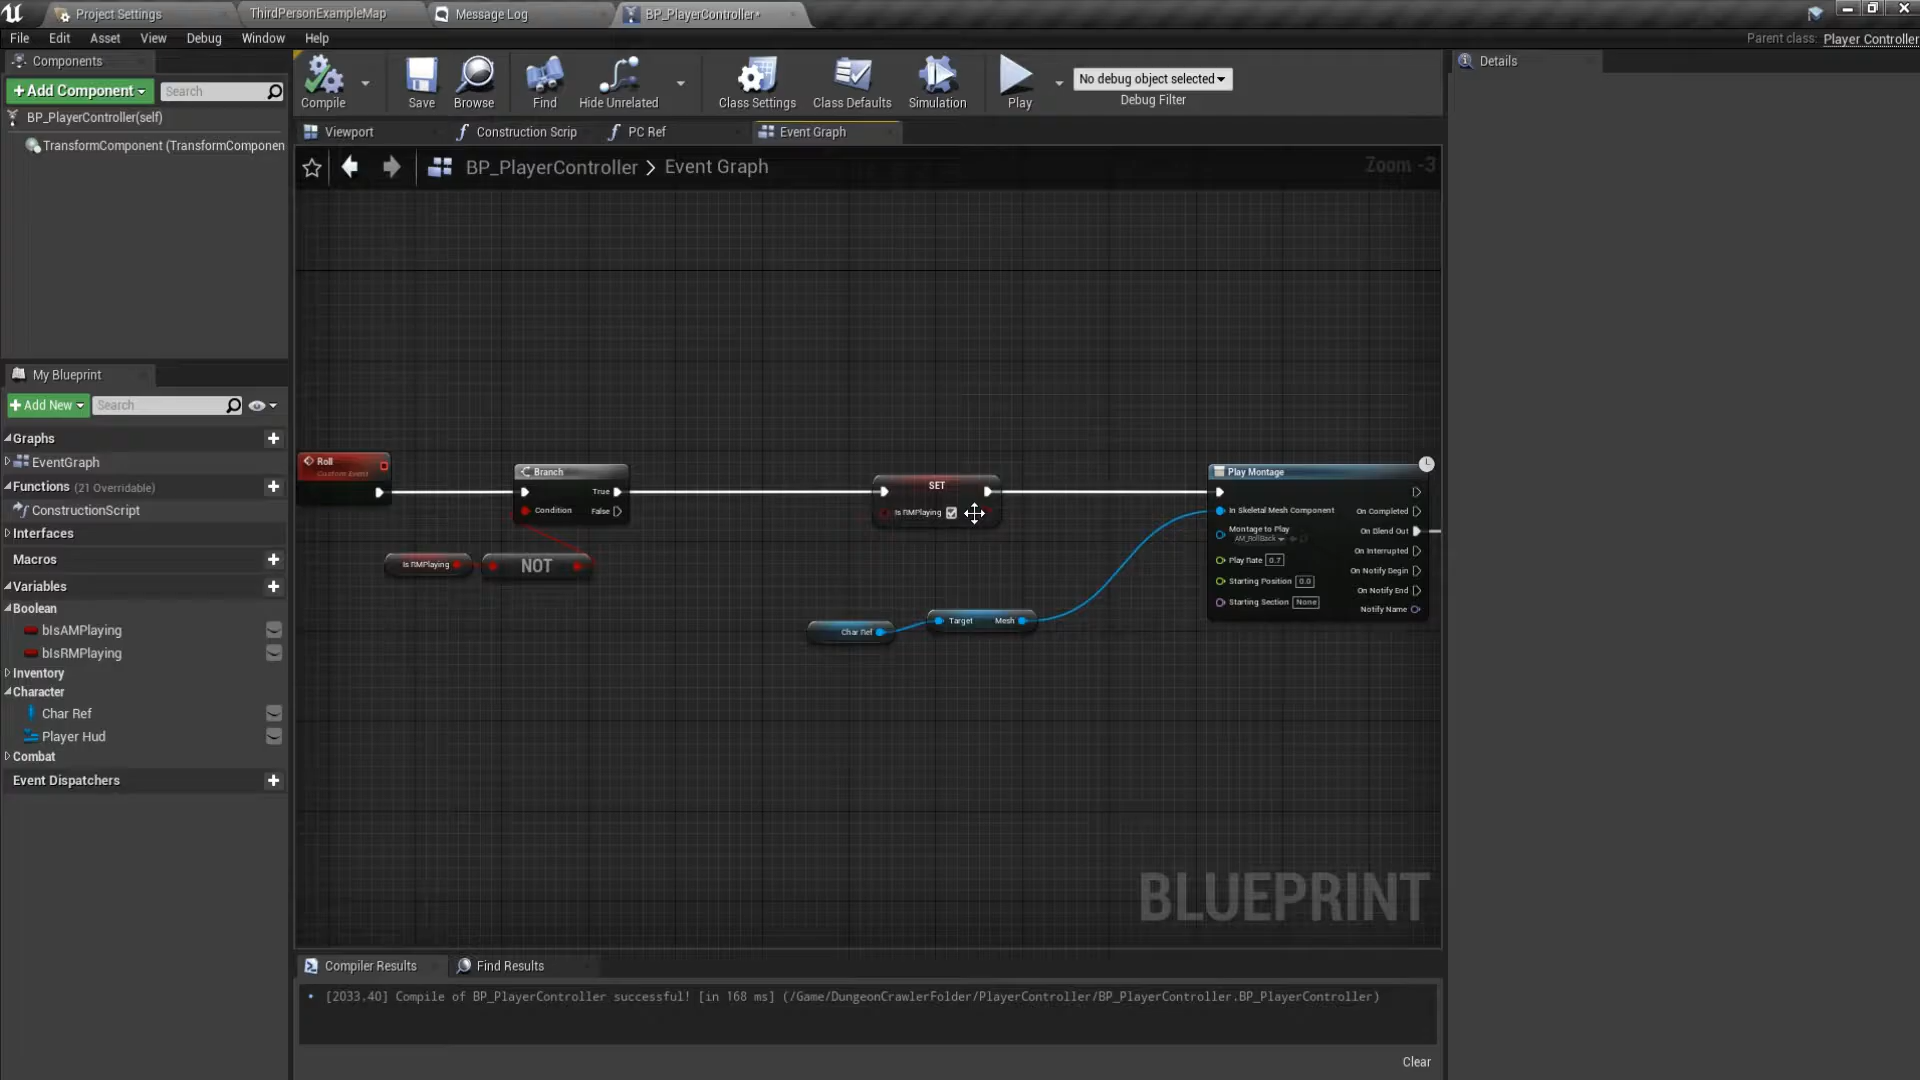 Project Settings
ThirdPersonExampleMap
Message Log
BP_PlayerController*
File Edit Asset View Debug Window Help
Parent class: Player Controller
Components
+Add Component
Search
BP_PlayerController(self)
TransformComponent (TransformComponen
Compile
Save
Browse
Find
Hide Unrelated
Class Settings
Class Defaults
Simulation
Play
No debug object selected
Debug Filter
Details
Viewport
Construction Scrip
PC Ref
Event Graph
BP_PlayerController > Event Graph
Zoom -3
My Blueprint
+Add New
Search
Graphs
EventGraph
Functions (21 Overridable)
ConstructionScript
Interfaces
Macros
Variables
Boolean
bIsAMPlaying
bIsRMPlaying
Inventory
Character
Char Ref
Player Hud
Combat
Event Dispatchers
Roll
Custom Event
Branch
True
Condition
False
Is RMPlaying
NOT
SET
Is RMPlaying
Char Ref
Target
Mesh
Play Montage
In Skeletal Mesh Component
On Completed
Montage to Play
AM_RollBack
On Blend Out
On Interrupted
Play Rate 0.7
On Notify Begin
Starting Position 0.0
On Notify End
Starting Section None
Notify Name
BLUEPRINT
Compiler Results
Find Results
[2033.40] Compile of BP_PlayerController successful! [in 168 ms] (/Game/DungeonCrawlerFolder/PlayerController/BP_PlayerController.BP_PlayerController)
Clear